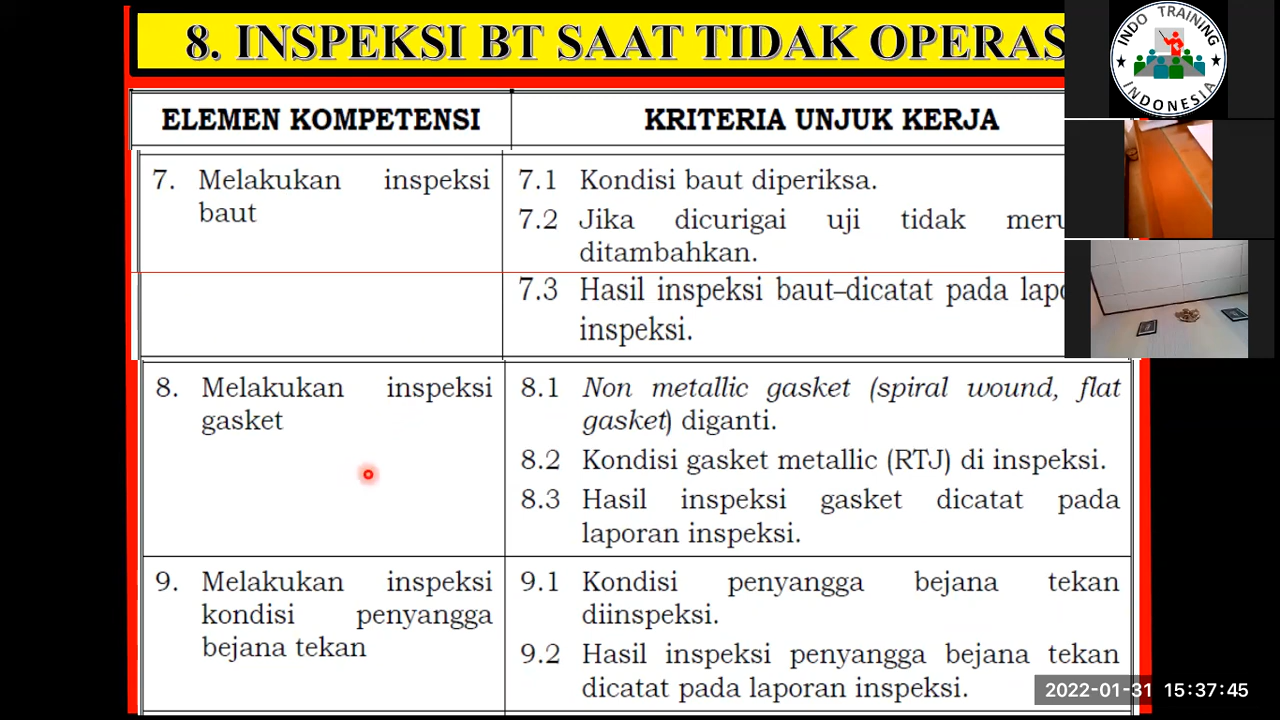 8. INSPEKSI BT SAAT TIDAK OPERAS
INDO TRAINING
INDONESIA
ELEMEN KOMPETENSI
KRITERIA UNJUK KERJA
7. Melakukan inspeksi
baut
7.1 Kondisi baut diperiksa.
7.2 Jika dicurigai uji tidak meru
ditambahkan.
7.3 Hasil inspeksi baut–dicatat pada lapo
inspeksi.
8. Melakukan inspeksi
gasket
8.1 Non metallic gasket (spiral wound, flat
gasket) diganti.
8.2 Kondisi gasket metallic (RTJ) di inspeksi.
8.3 Hasil inspeksi gasket dicatat pada
laporan inspeksi.
9. Melakukan inspeksi
kondisi penyangga
bejana tekan
9.1 Kondisi penyangga bejana tekan
diinspeksi.
9.2 Hasil inspeksi penyangga bejana tekan
dicatat pada laporan inspeksi.
2022-01-31 15:37:45